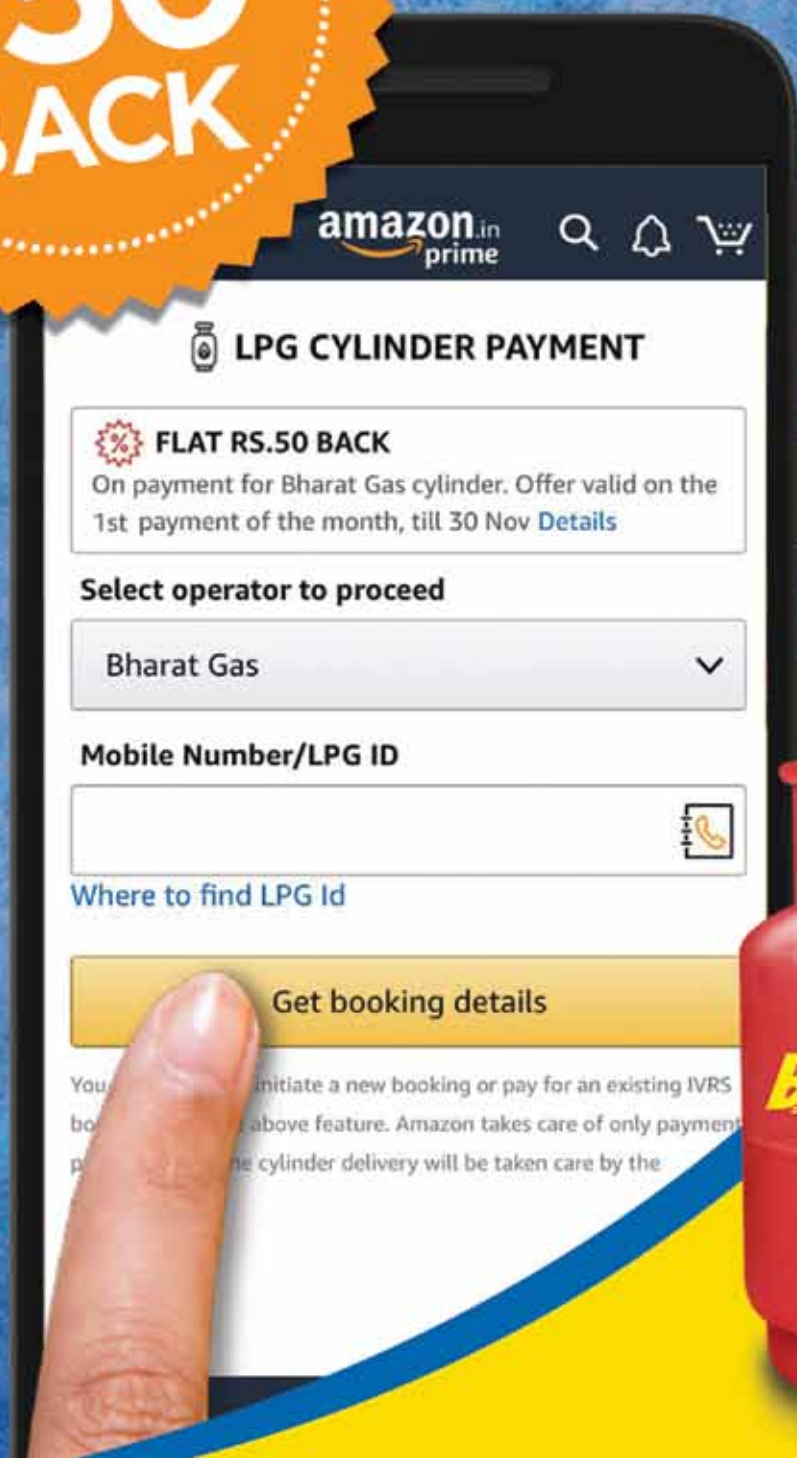 50
BACK
amazon.in
prime
LPG CYLINDER PAYMENT
FLAT RS.50 BACK
On payment for Bharat Gas cylinder. Offer valid on the
1st payment of the month, till 30 Nov Details
Select operator to proceed
Bharat Gas
Mobile Number/LPG ID
Where to find LPG Id
Get booking details
You initiate a new booking or pay for an existing IVRS
above feature. Amazon takes care of only payment
cylinder delivery will be taken care by the